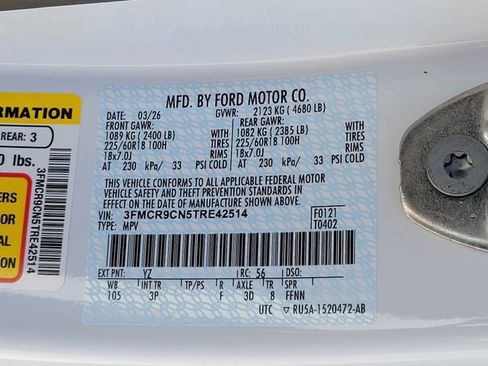 MFD. BY FORD MOTOR CO.
DATE: 03/26 GVWR: 2123 KG (4680 LB)
FRONT GAWR: REAR GAWR:
1089 KG (2400 LB) 1082 KG (2385 LB)
225/60R18 100H TIRES 225/60R18 100H
18x7.0J RIMS 18x7.0J
AT 230 kPa/ 33 PSI COLD AT 230 kPa/ 33 PSI COLD
THIS VEHICLE CONFORMS TO ALL APPLICABLE FEDERAL MOTOR
VEHICLE SAFETY AND THEFT PREVENTION STANDARDS IN
EFFECT ON THE DATE OF MANUFACTURE SHOWN ABOVE.
VIN: 3FMCR9CN5TRE42514 F0121
TYPE: MPV T0402
EXT PNT: YZ RC: 56 DSO:
WB INT TR TP/PS R AXLE TR SPR
105 3P F 3D 8 FFNN
UTC RU5A-1520472-AB
ORMATION
REAR: 3
0 lbs.
ERS
3FMCR9CN5TRE42514